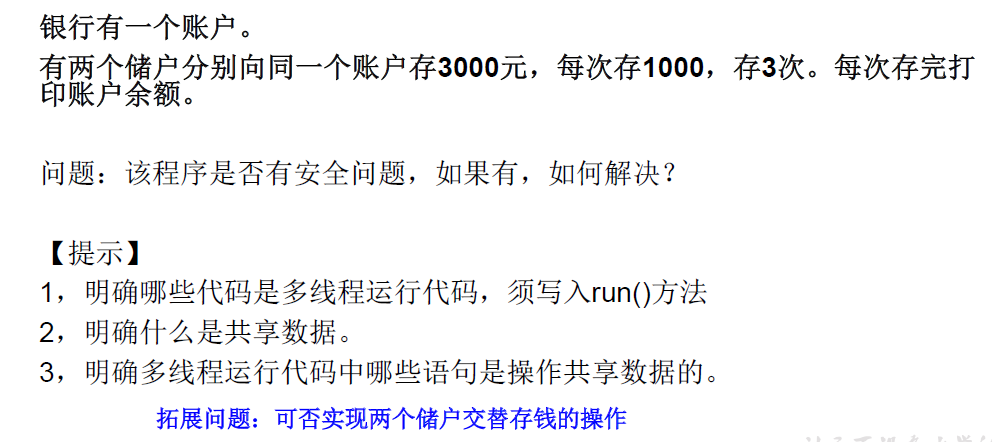 银行有一个账户。
有两个储户分别向同一个账户存3000元，每次存1000，存3次。每次存完打
印账户余额。
问题：该程序是否有安全问题，如果有，如何解决？
【提示】
1，明确哪些代码是多线程运行代码，须写入run()方法
2，明确什么是共享数据。
3，明确多线程运行代码中哪些语句是操作共享数据的。
拓展问题：可否实现两个储户交替存钱的操作